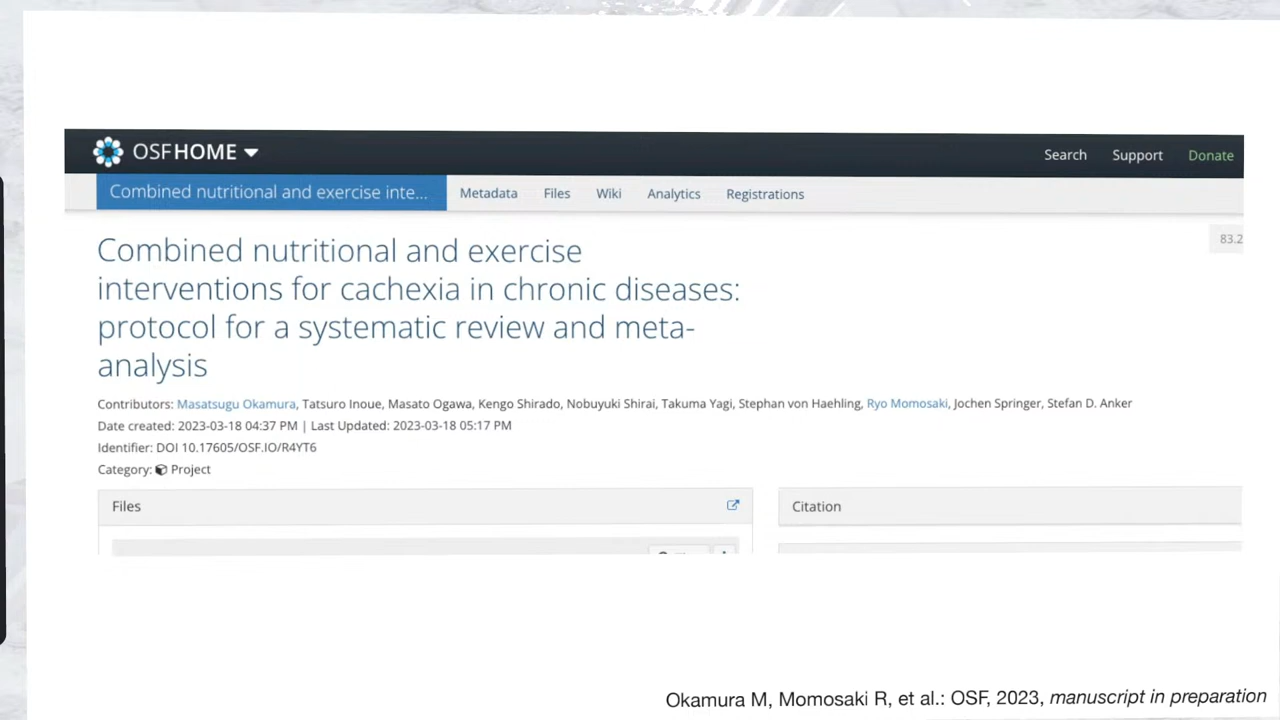 OSFHOME
Search Support Donate
Combined nutritional and exercise inte...
Metadata Files Wiki Analytics Registrations
Combined nutritional and exercise
interventions for cachexia in chronic diseases:
protocol for a systematic review and meta-
analysis
83.2
Contributors: Masatsugu Okamura, Tatsuro Inoue, Masato Ogawa, Kengo Shirado, Nobuyuki Shirai, Takuma Yagi, Stephan von Haehling, Ryo Momosaki, Jochen Springer, Stefan D. Anker
Date created: 2023-03-18 04:37 PM | Last Updated: 2023-03-18 05:17 PM
Identifier: DOI 10.17605/OSF.IO/R4YT6
Category: Project
Files
Citation
Okamura M, Momosaki R, et al.: OSF, 2023, manuscript in preparation